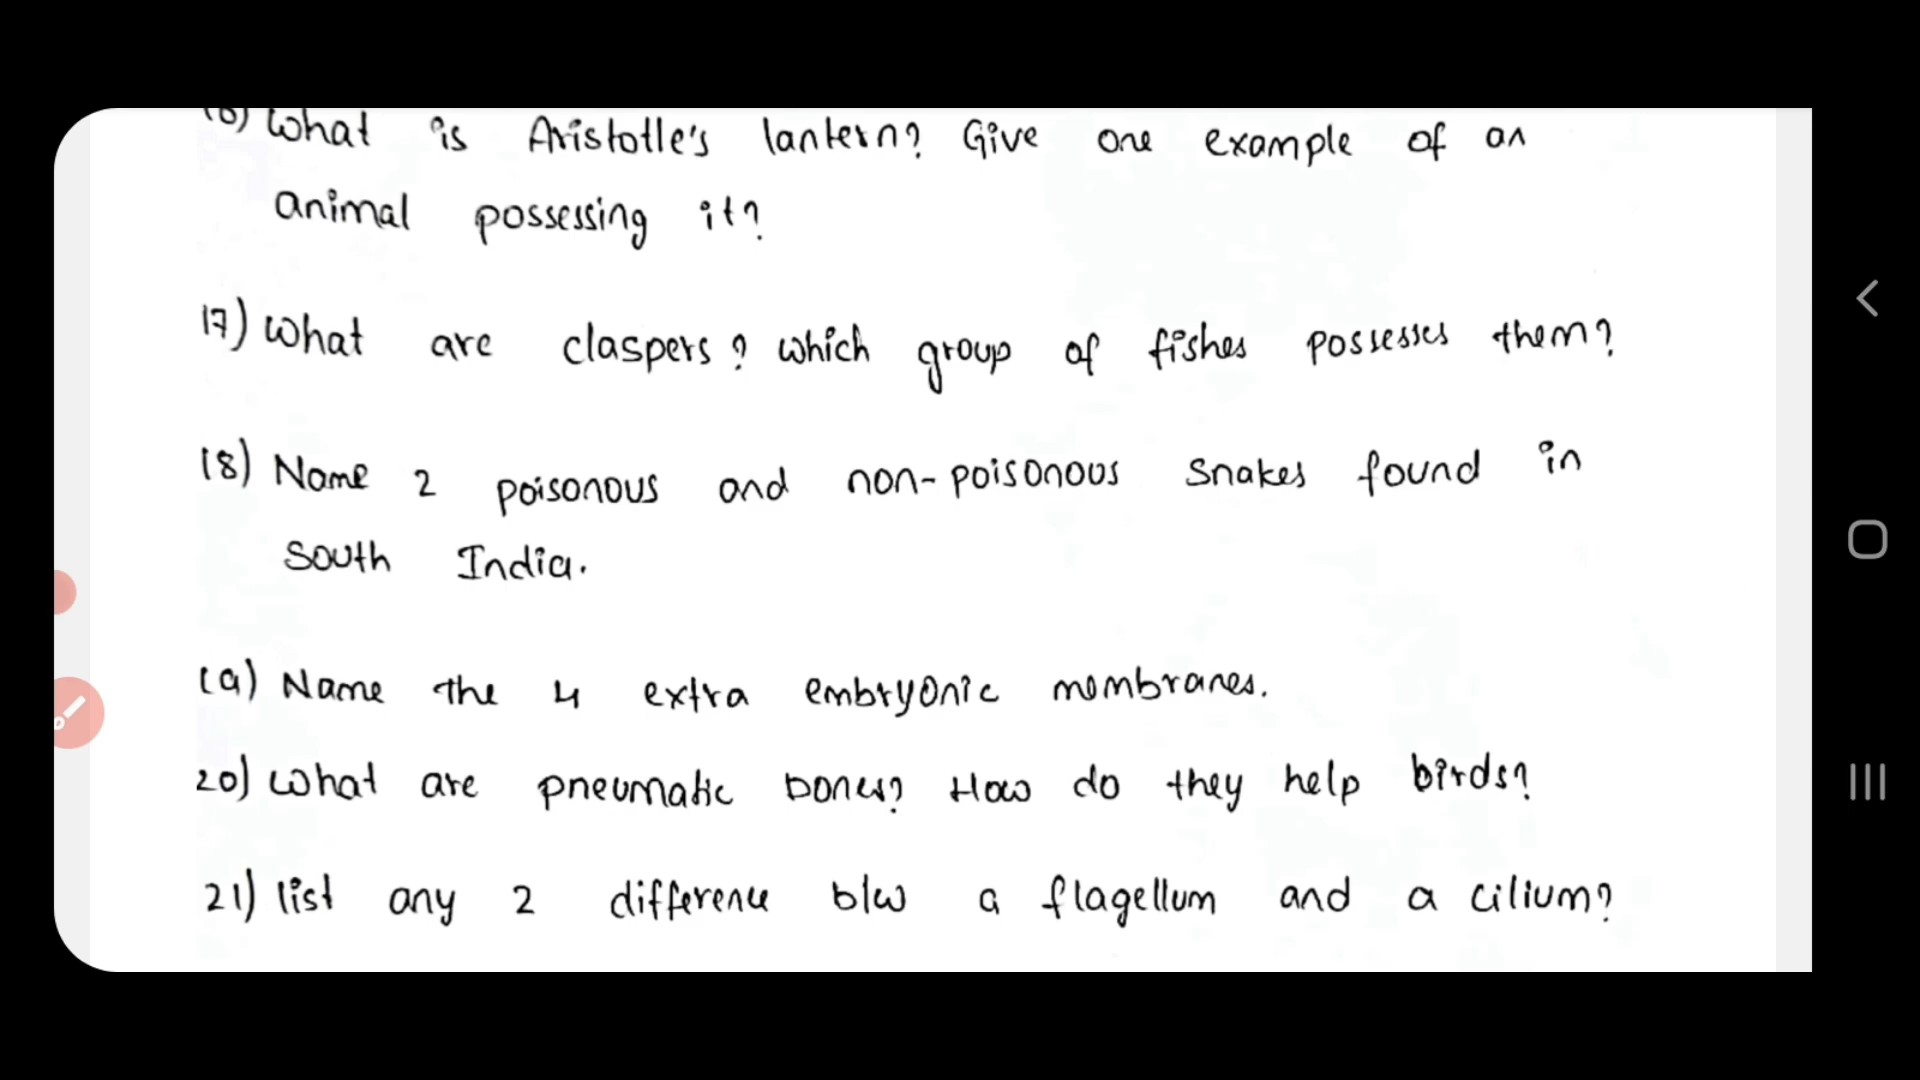 16) What is Aristotle's lantern? Give one example of an
animal possessing it?
17) What are claspers? which group of fishes possesses them?
18) Name 2 poisonous and non-poisonous snakes found in
South India.
19) Name the 4 extra embryonic membranes.
20) What are pneumatic bones? How do they help birds?
21) list any 2 difference b/w a flagellum and a cilium?